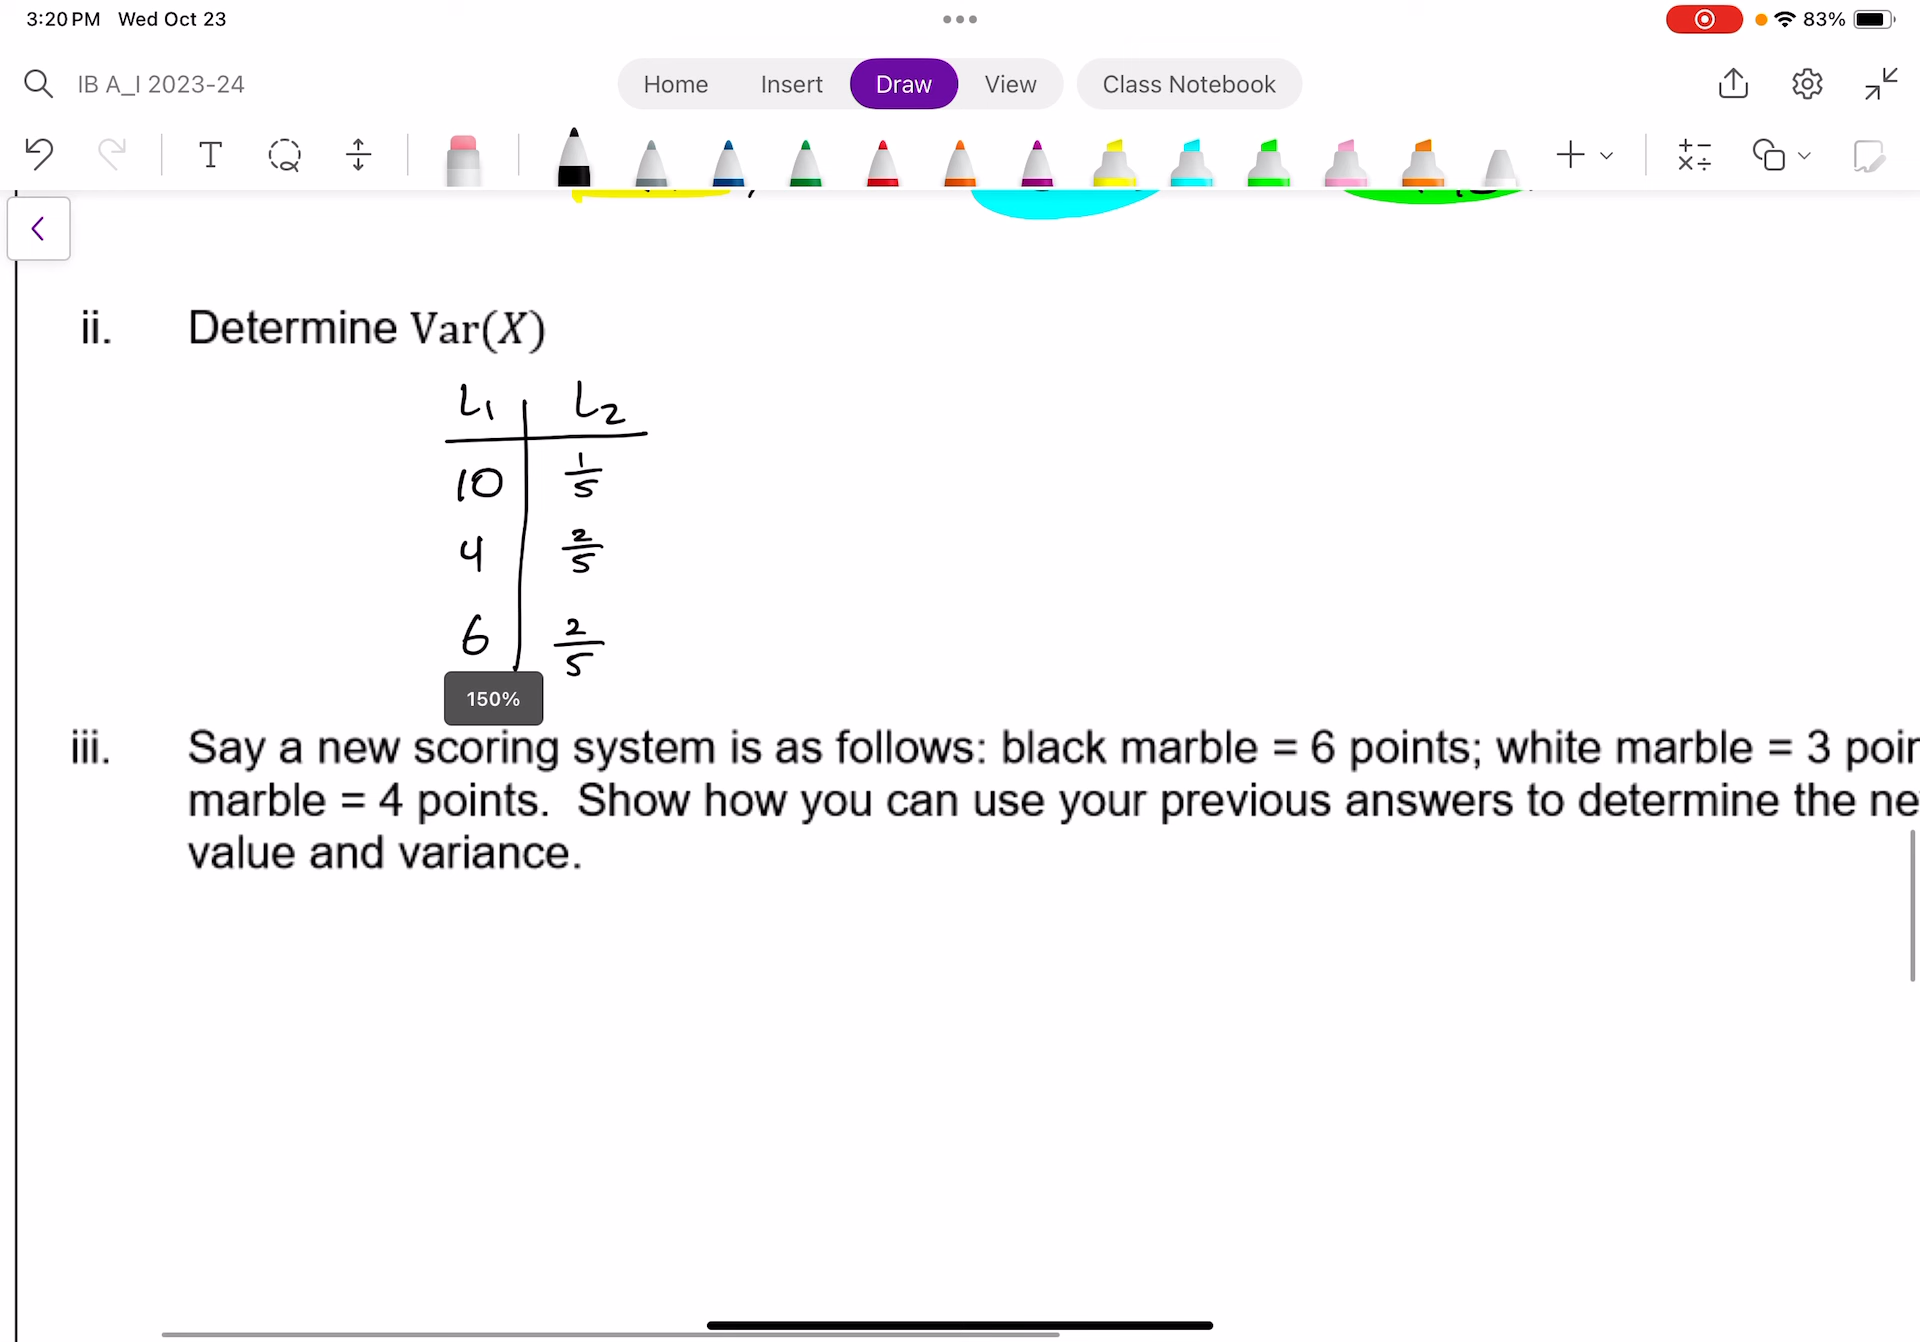 3:20 PM Wed Oct 23
83%
IB A_I 2023-24
Home Insert Draw View Class Notebook
T
ii. Determine Var(X)
L1 L2
10 1/5
4 2/5
6 2/5
150%
iii. Say a new scoring system is as follows: black marble = 6 points; white marble = 3
marble = 4 points. Show how you can use your previous answers to determine the
value and variance.